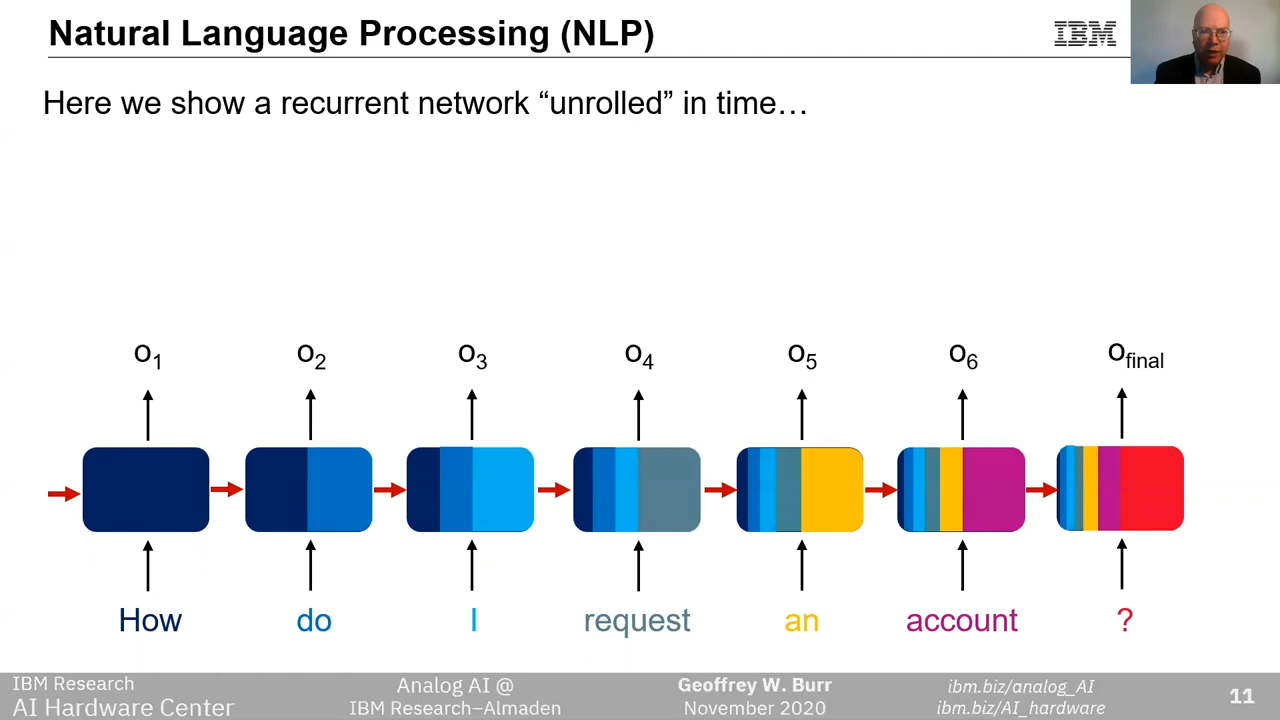 Natural Language Processing (NLP)
IBM
Here we show a recurrent network “unrolled” in time…
o1 o2 o3 o4 o5 o6 ofinal
How do I request an account ?
IBM Research
AI Hardware Center
Analog AI @
IBM Research–Almaden
Geoffrey W. Burr
November 2020
ibm.biz/analog_AI
ibm.biz/AI_hardware
11